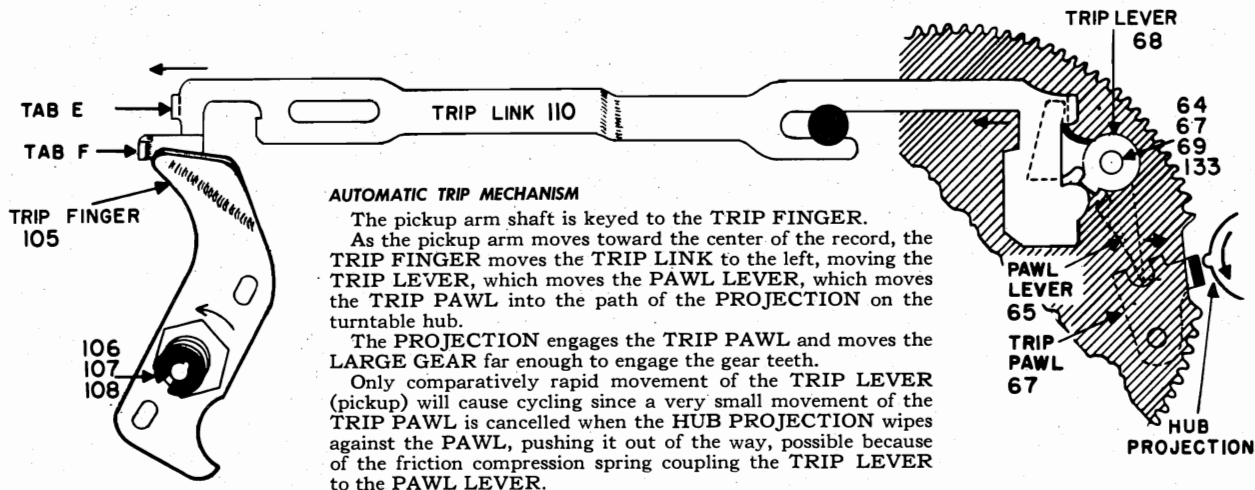 TRIP LEVER
68
TAB E
TRIP LINK 110
64
67
69
133
TAB F
TRIP FINGER
105
AUTOMATIC TRIP MECHANISM
The pickup arm shaft is keyed to the TRIP FINGER.
As the pickup arm moves toward the center of the record, the
TRIP FINGER moves the TRIP LINK to the left, moving the
TRIP LEVER, which moves the PAWL LEVER, which moves
the TRIP PAWL into the path of the PROJECTION on the
turntable hub.
The PROJECTION engages the TRIP PAWL and moves the
LARGE GEAR far enough to engage the gear teeth.
Only comparatively rapid movement of the TRIP LEVER
(pickup) will cause cycling since a very small movement of the
TRIP PAWL is cancelled when the HUB PROJECTION wipes
against the PAWL, pushing it out of the way, possible because
of the friction compression spring coupling the TRIP LEVER
to the PAWL LEVER.
106
107
108
PAWL
LEVER
65
TRIP
PAWL
67
HUB
PROJECTION